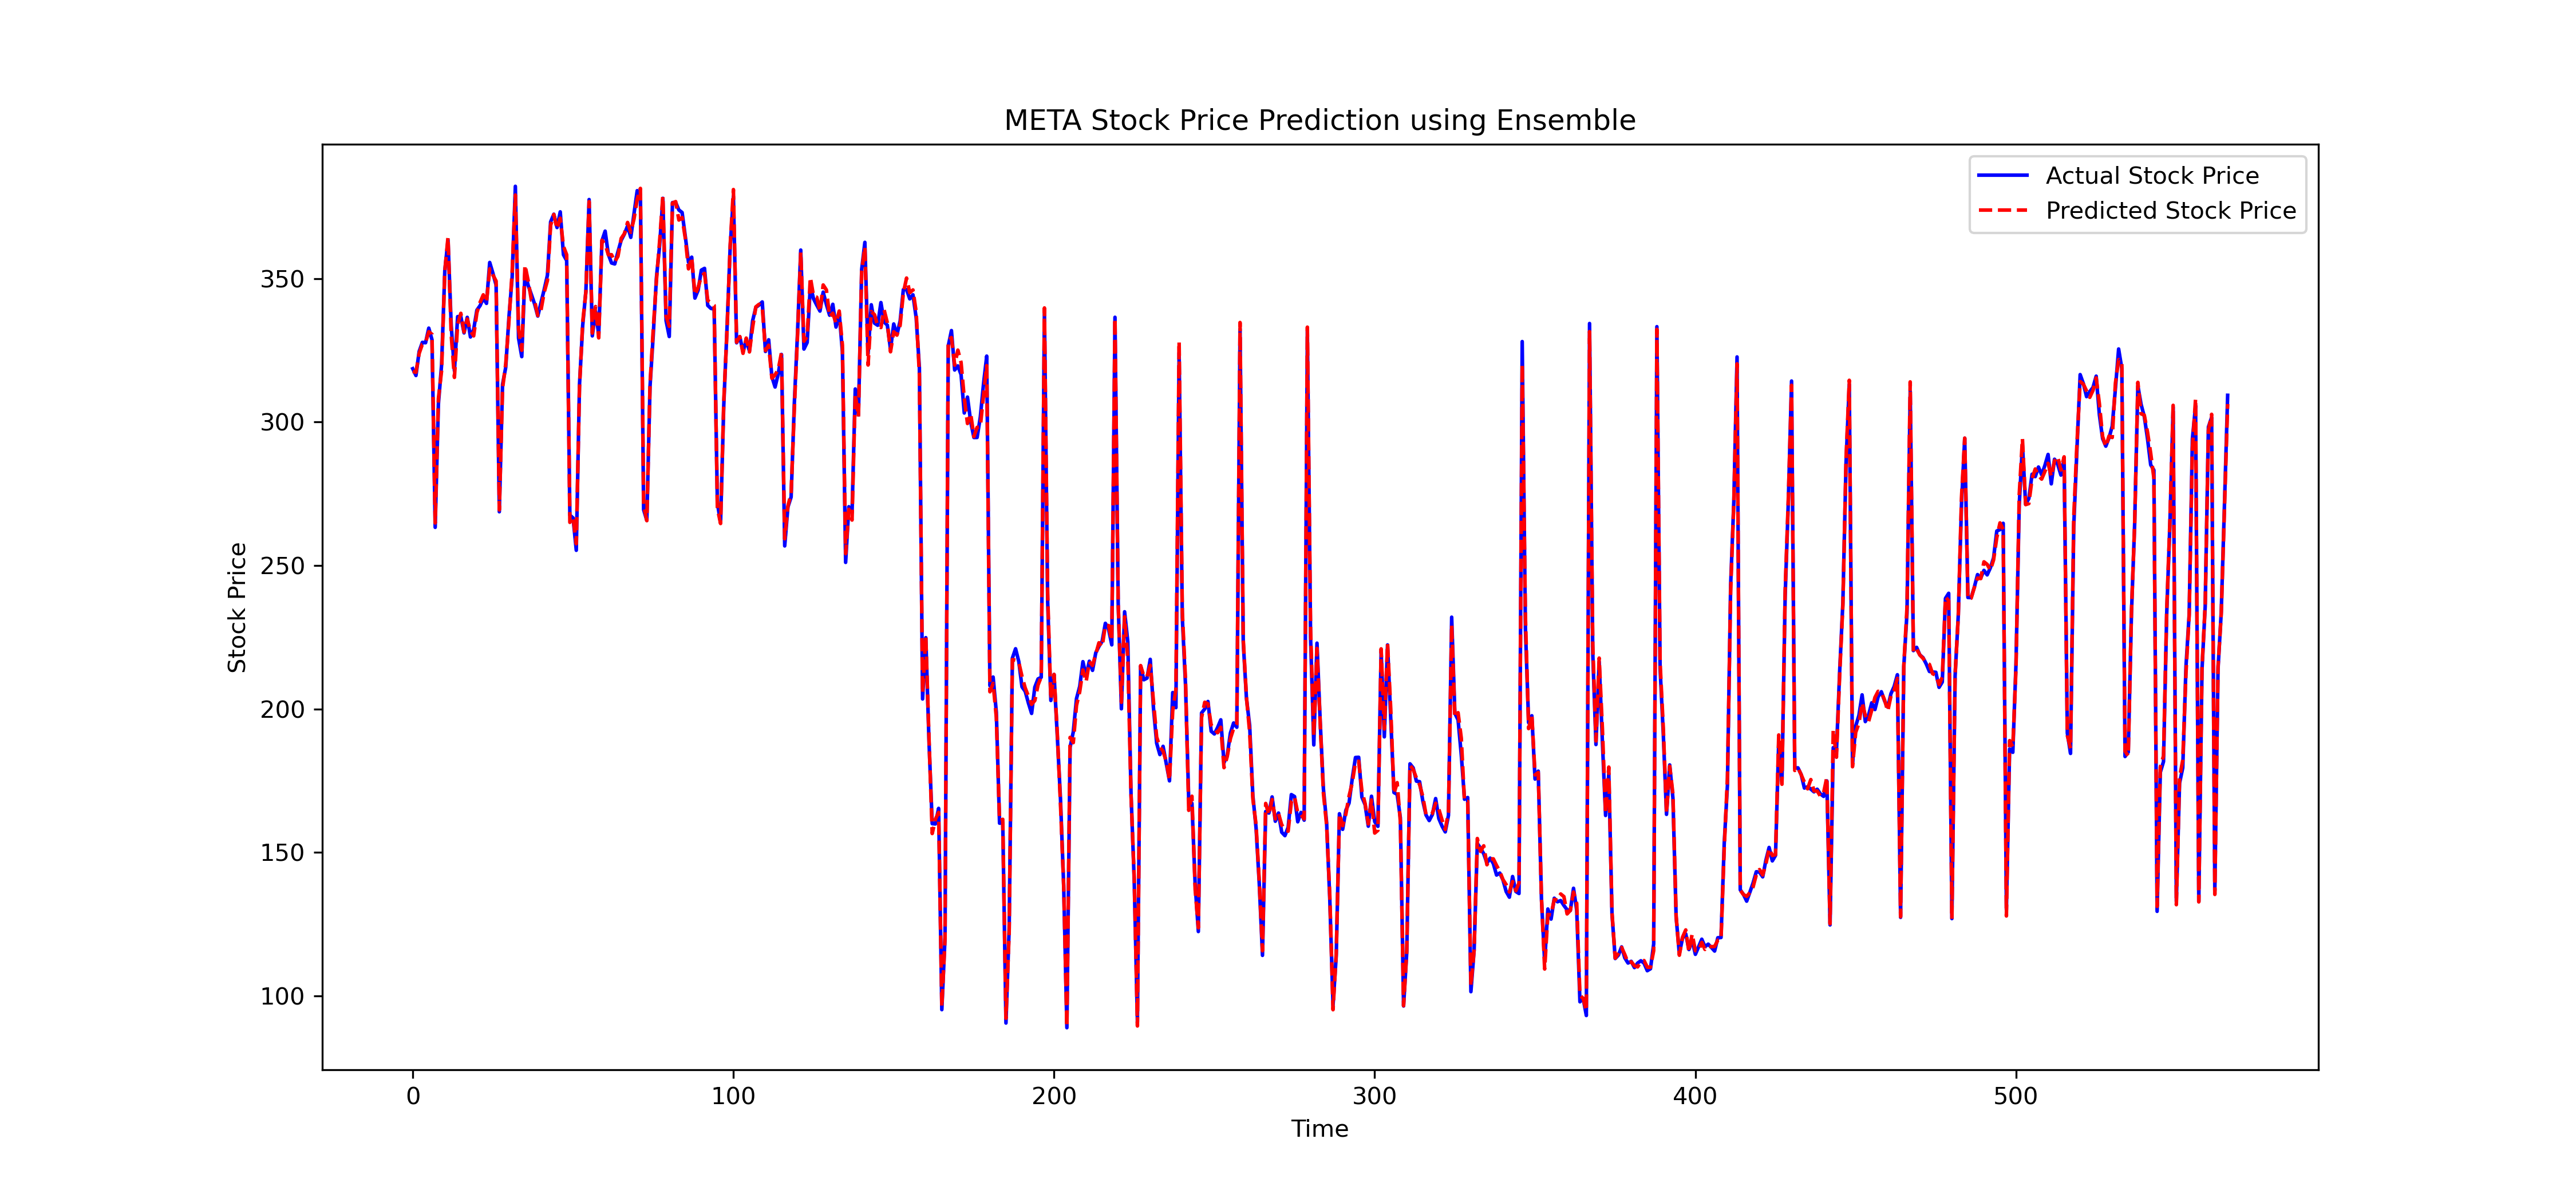 META Stock Price Prediction using Ensemble
Actual Stock Price
Predicted Stock Price
Stock Price
350
300
250
200
150
100
0
100
200
300
400
500
Time